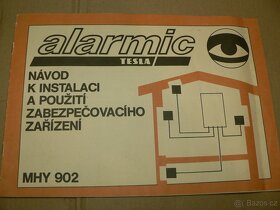 alarmic
TESLA
NÁVOD
K INSTALACI
A POUŽITÍ
ZABEZPEČOVACÍHO
ZAŘÍZENÍ
MHY 902
Bazos.cz